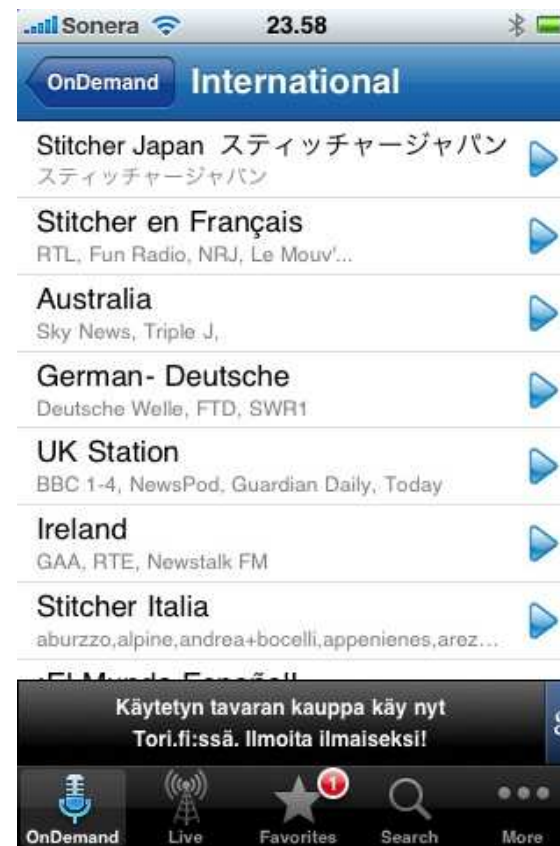 Sonera 23.58
OnDemand International
Stitcher Japan スティッチャージャパン
スティッチャージャパン
Stitcher en Français
RTL, Fun Radio, NRJ, Le Mouv'...
Australia
Sky News, Triple J,
German- Deutsche
Deutsche Welle, FTD, SWR1
UK Station
BBC 1-4, NewsPod, Guardian Daily, Today
Ireland
GAA, RTE, Newstalk FM
Stitcher Italia
aburzzo,alpine,andrea+bocelli,appenienes,arez...
Käytetyn tavaran kauppa käy nyt
Tori.fi:ssä. Ilmoita ilmaiseksi!
1
OnDemand Live Favorites Search More